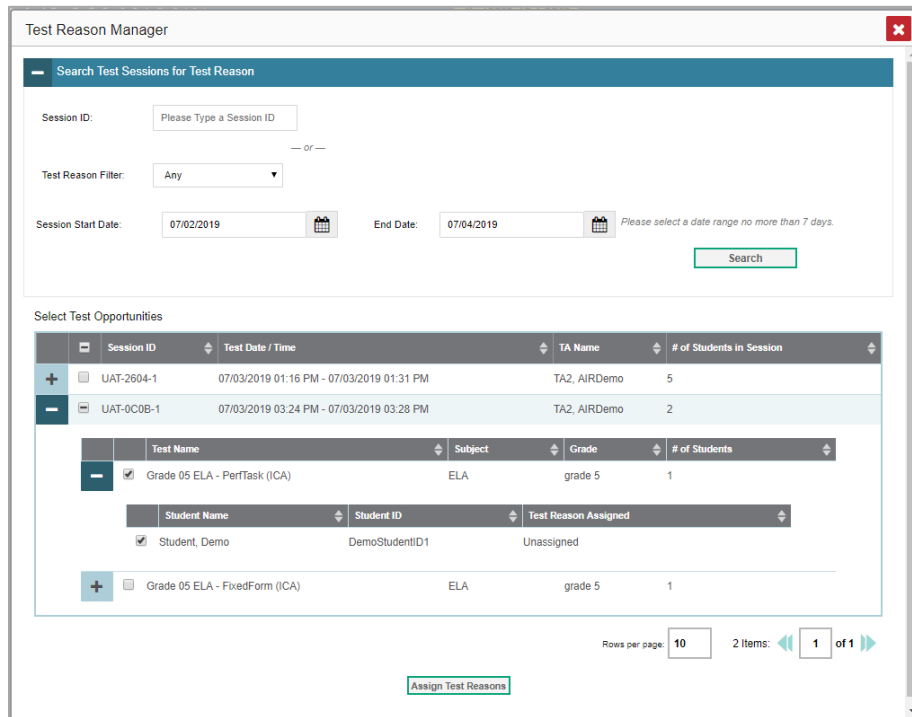 Test Reason Manager
Search Test Sessions for Test Reason
Session ID: Please Type a Session ID
— or —
Test Reason Filter: Any
Session Start Date: 07/02/2019 End Date: 07/04/2019 Please select a date range no more than 7 days.
Search
Select Test Opportunities
Session ID Test Date / Time TA Name # of Students in Session
UAT-2604-1 07/03/2019 01:16 PM - 07/03/2019 01:31 PM TA2, AIRDemo 5
UAT-0C0B-1 07/03/2019 03:24 PM - 07/03/2019 03:28 PM TA2, AIRDemo 2
Test Name Subject Grade # of Students
Grade 05 ELA - PerfTask (ICA) ELA grade 5 1
Student Name Student ID Test Reason Assigned
Student, Demo DemoStudentID1 Unassigned
Grade 05 ELA - FixedForm (ICA) ELA grade 5 1
Rows per page: 10 2 Items: 1 of 1
Assign Test Reasons